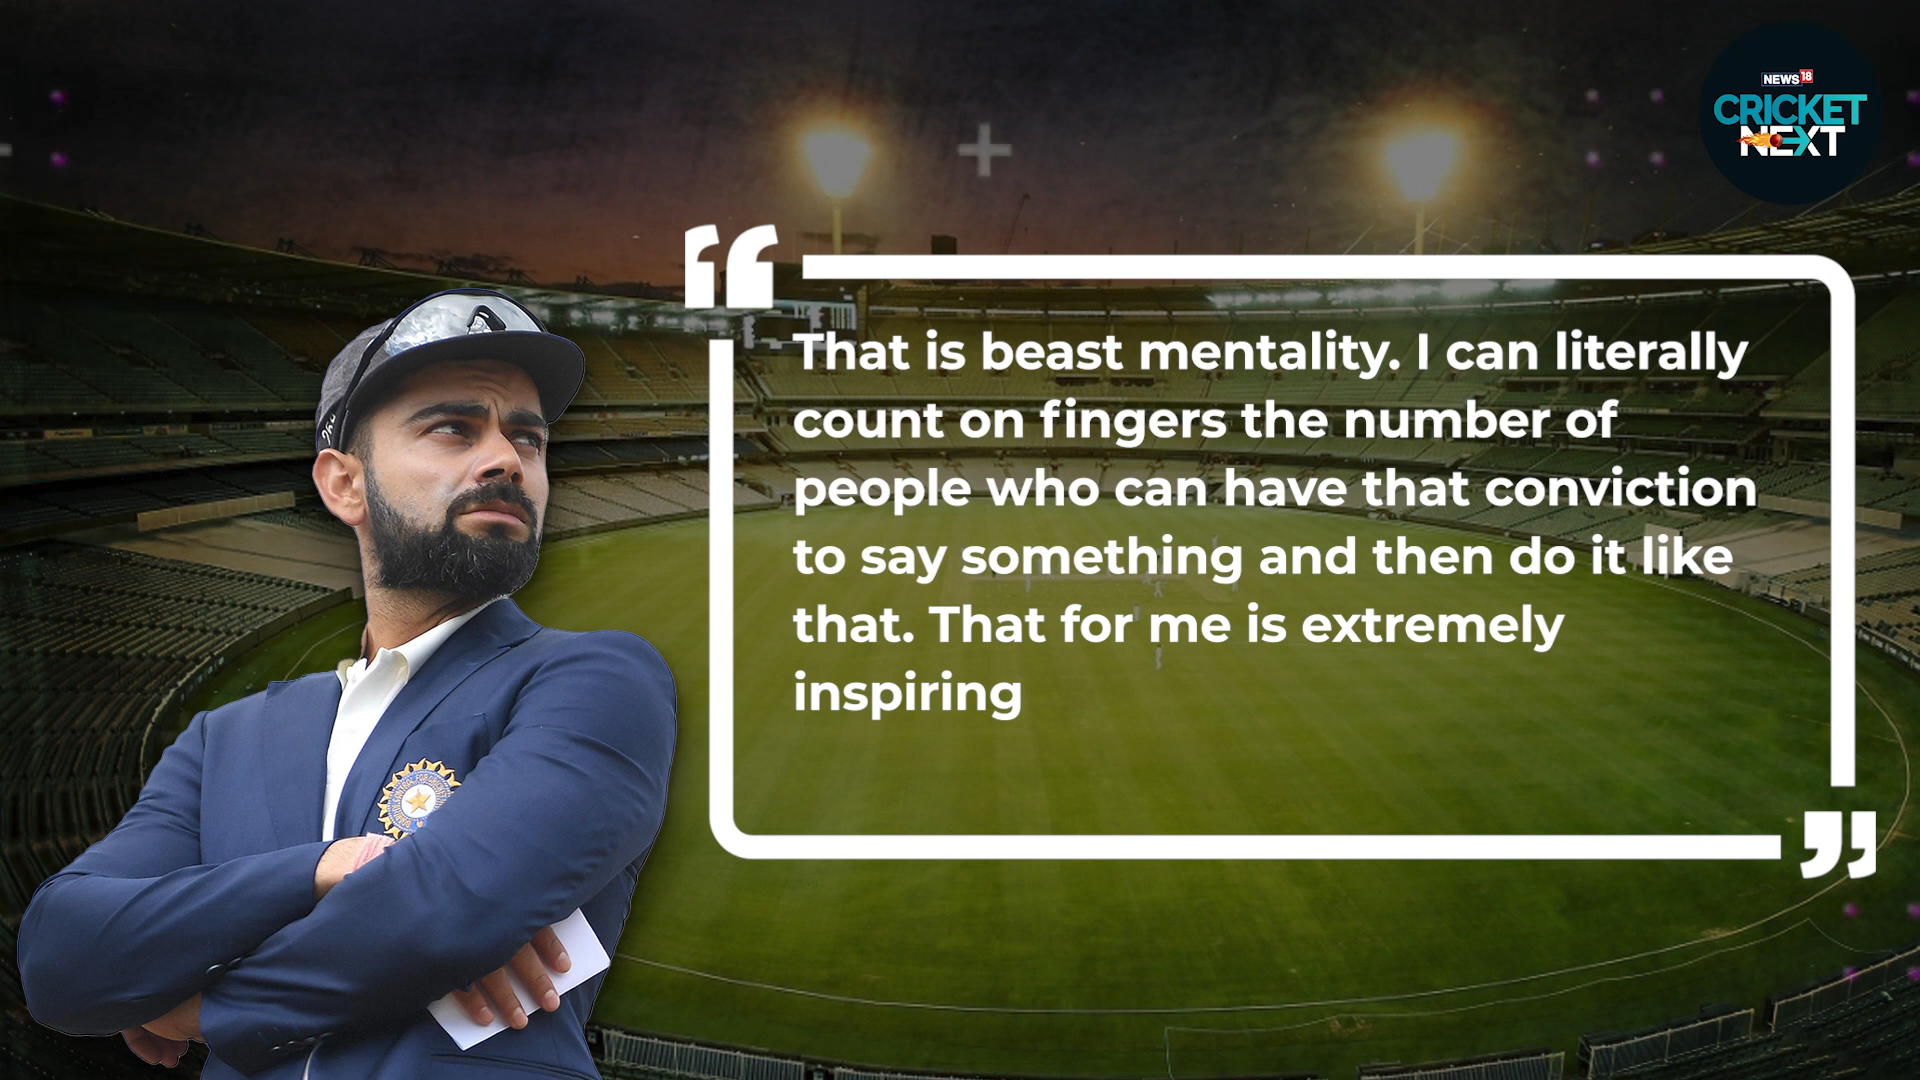 NEWS18
CRICKET
NEXT
“
That is beast mentality. I can literally
count on fingers the number of
people who can have that conviction
to say something and then do it like
that. That for me is extremely
inspiring
”